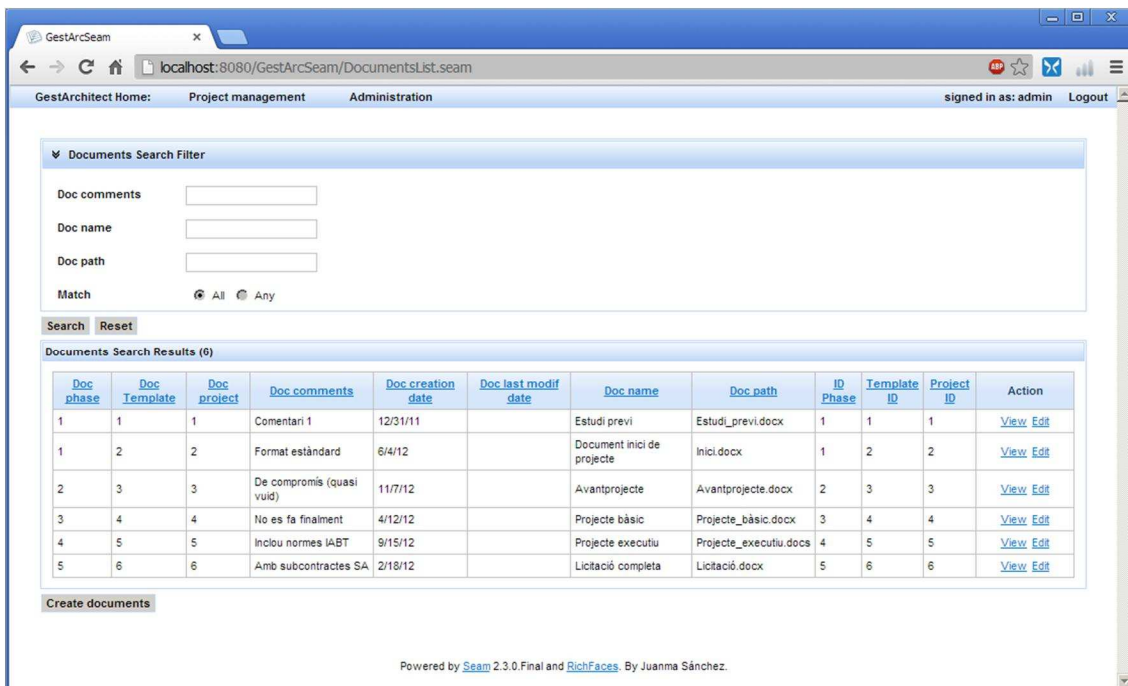 GestArcSeam
localhost:8080/GestArcSeam/DocumentsList.seam
ABP
GestArchitect Home: Project management Administration signed in as: admin Logout
Documents Search Filter
Doc comments
Doc name
Doc path
Match All Any
Search Reset
Documents Search Results (6)
Doc phase Doc Template Doc project Doc comments Doc creation date Doc last modif date Doc name Doc path ID Phase Template ID Project ID Action
1 1 1 Comentari 1 12/31/11 Estudi previ Estudi_previ.docx 1 1 1 View Edit
1 2 2 Format estàndard 6/4/12 Document inici de projecte Inici.docx 1 2 2 View Edit
2 3 3 De compromís (quasi vuid) 11/7/12 Avantprojecte Avantprojecte.docx 2 3 3 View Edit
3 4 4 No es fa finalment 4/12/12 Projecte bàsic Projecte_bàsic.docx 3 4 4 View Edit
4 5 5 Inclou normes IABT 9/15/12 Projecte executiu Projecte_executiu.docs 4 5 5 View Edit
5 6 6 Amb subcontractes SA 2/18/12 Licitació completa Licitació.docx 5 6 6 View Edit
Create documents
Powered by Seam 2.3.0.Final and RichFaces. By Juanma Sánchez.